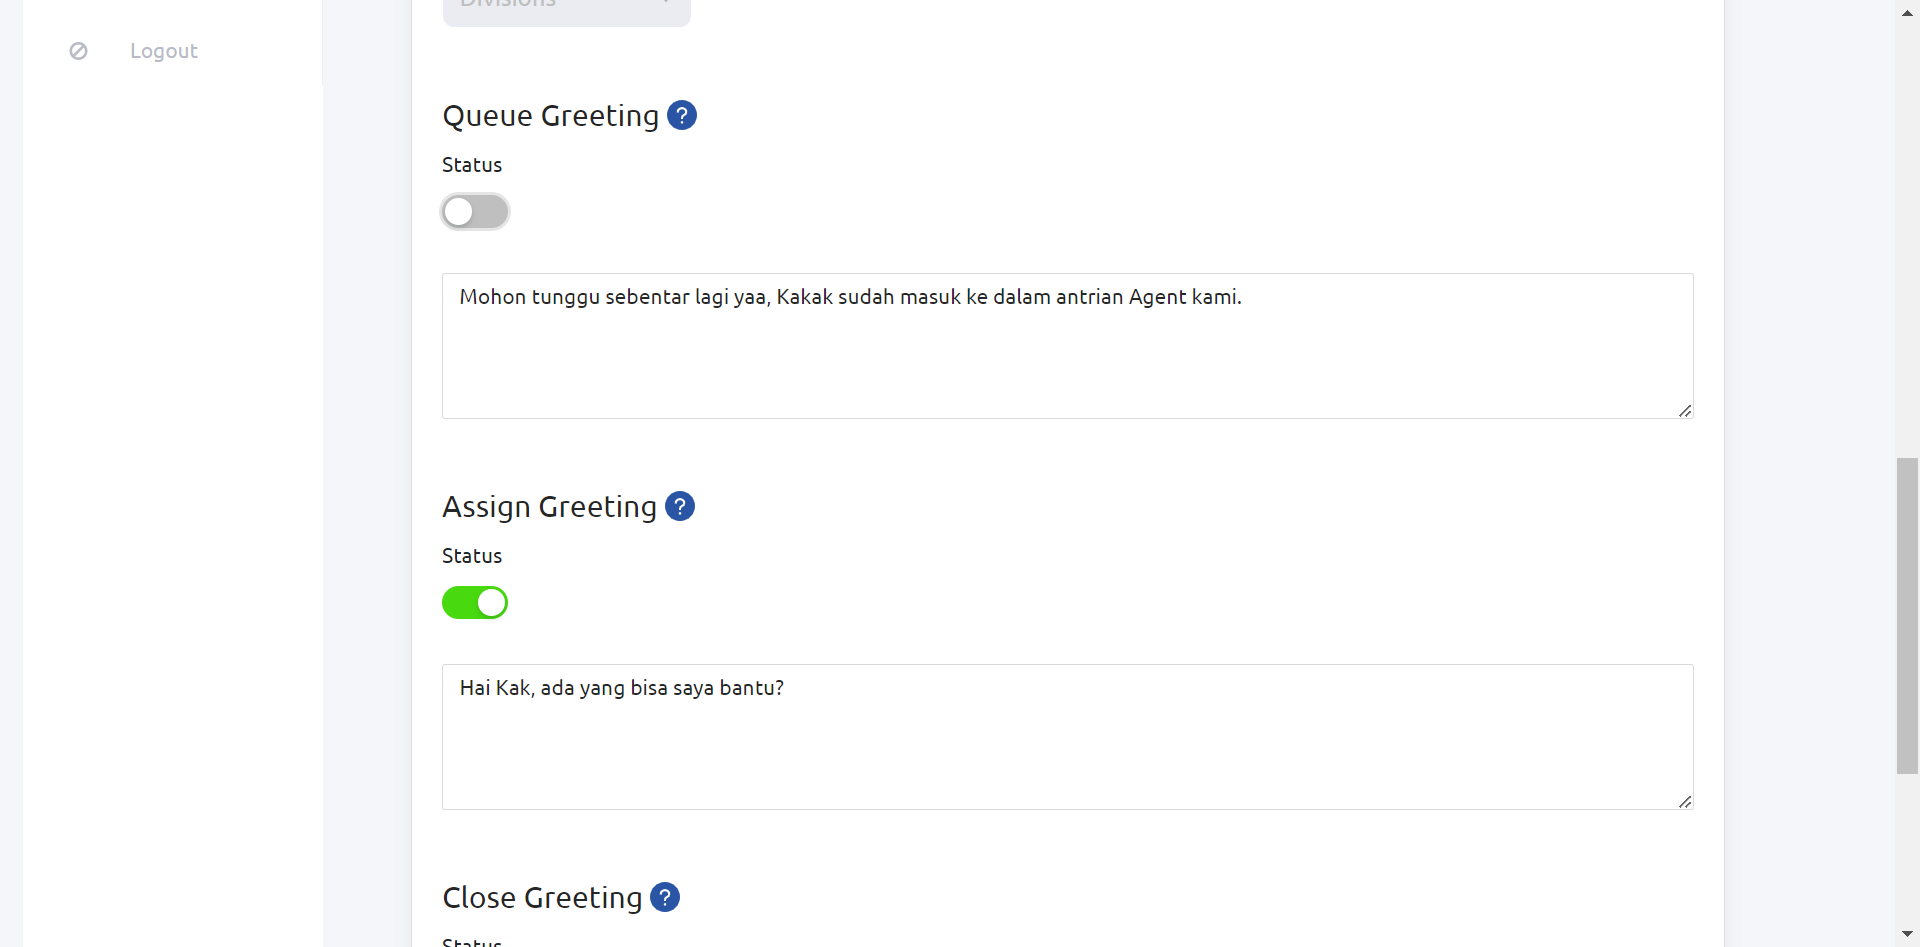 Divisions
Logout
Queue Greeting ?
Status
Mohon tunggu sebentar lagi yaa, Kakak sudah masuk ke dalam antrian Agent kami.
Assign Greeting ?
Status
Hai Kak, ada yang bisa saya bantu?
Close Greeting ?
Status